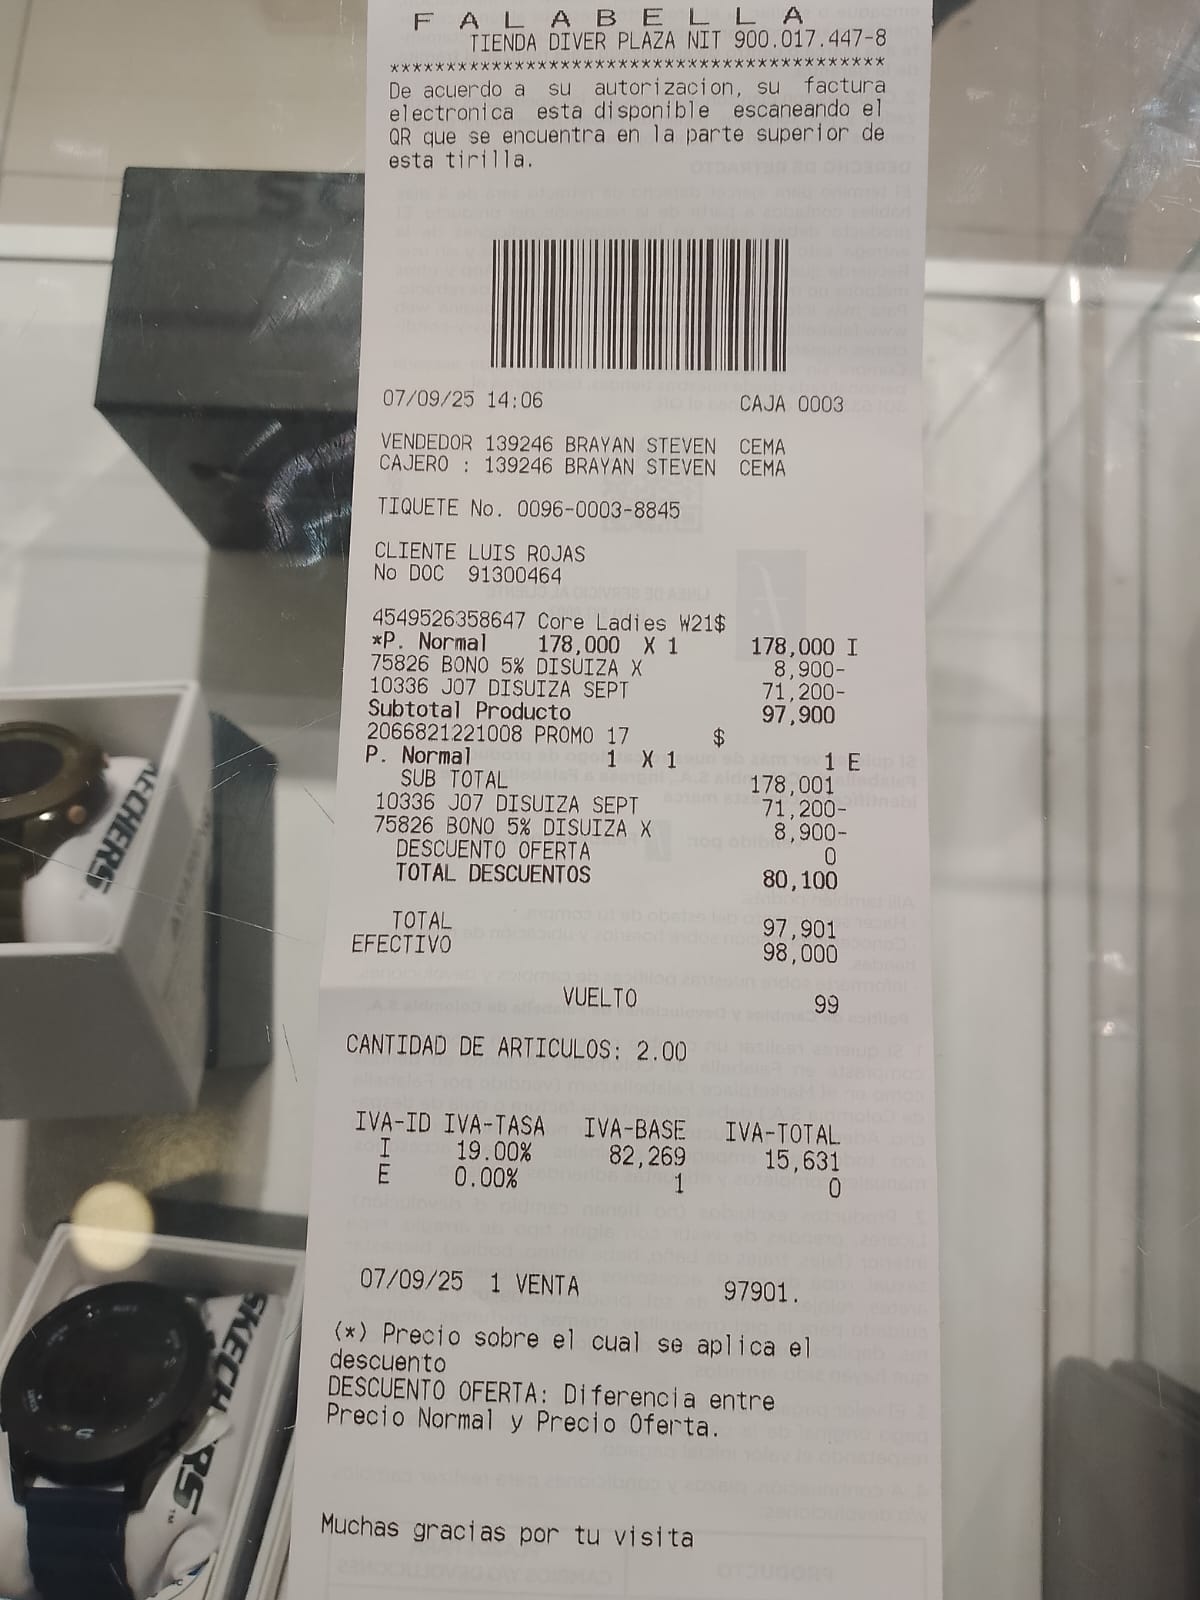 F A L A B E L L A
TIENDA DIVER PLAZA NIT 900.017.447-8
********************************************
De acuerdo a su autorizacion, su factura
electronica esta disponible escaneando el
QR que se encuentra en la parte superior de
esta tirilla.
07/09/25 14:06 CAJA 0003
VENDEDOR 139246 BRAYAN STEVEN CEMA
CAJERO : 139246 BRAYAN STEVEN CEMA
TIQUETE No. 0096-0003-8845
CLIENTE LUIS ROJAS
No DOC 91300464
4549526358647 Core Ladies W21$
*P. Normal 178,000 X 1 178,000 I
75826 BONO 5% DISUIZA X 8,900-
10336 J07 DISUIZA SEPT 71,200-
Subtotal Producto 97,900
2066821221008 PROMO 17 $
P. Normal 1 X 1 1 E
SUB TOTAL 178,001
10336 J07 DISUIZA SEPT 71,200-
75826 BONO 5% DISUIZA X 8,900-
DESCUENTO OFERTA 0
TOTAL DESCUENTOS 80,100
TOTAL 97,901
EFECTIVO 98,000
VUELTO 99
CANTIDAD DE ARTICULOS: 2.00
IVA-ID IVA-TASA IVA-BASE IVA-TOTAL
I 19.00% 82,269 15,631
E 0.00% 1 0
07/09/25 1 VENTA 97901.
(*) Precio sobre el cual se aplica el
descuento
DESCUENTO OFERTA: Diferencia entre
Precio Normal y Precio Oferta.
Muchas gracias por tu visita
SKECHERS
SKECHERS